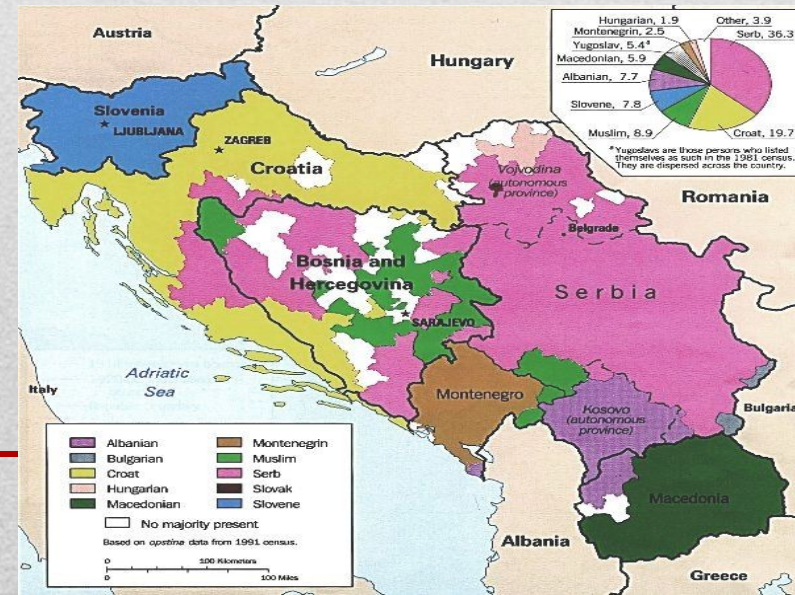 Austria
Hungary
Romania
Bulgaria
Greece
Albania
Italy
Adriatic
Sea
Slovenia
LJUBLJANA
ZAGREB
Croatia
Vojvodina
(autonomous
province)
Belgrade
Bosnia and
Hercegovina
SARAJEVO
Serbia
Montenegro
Kosovo
(autonomous
province)
Macedonia
Hungarian, 1.9
Montenegrin, 2.5
Yugoslav, 5.4*
Macedonian, 5.9
Albanian, 7.7
Slovene, 7.8
Muslim, 8.9
Other, 3.9
Serb, 36.3
Croat, 19.7
*Yugoslavs are those persons who listed
themselves as such in the 1981 census.
They are dispersed across the country.
Albanian
Bulgarian
Croat
Hungarian
Macedonian
Montenegrin
Muslim
Serb
Slovak
Slovene
No majority present
Based on opstina data from 1991 census.
0 100 Kilometers
0 100 Miles